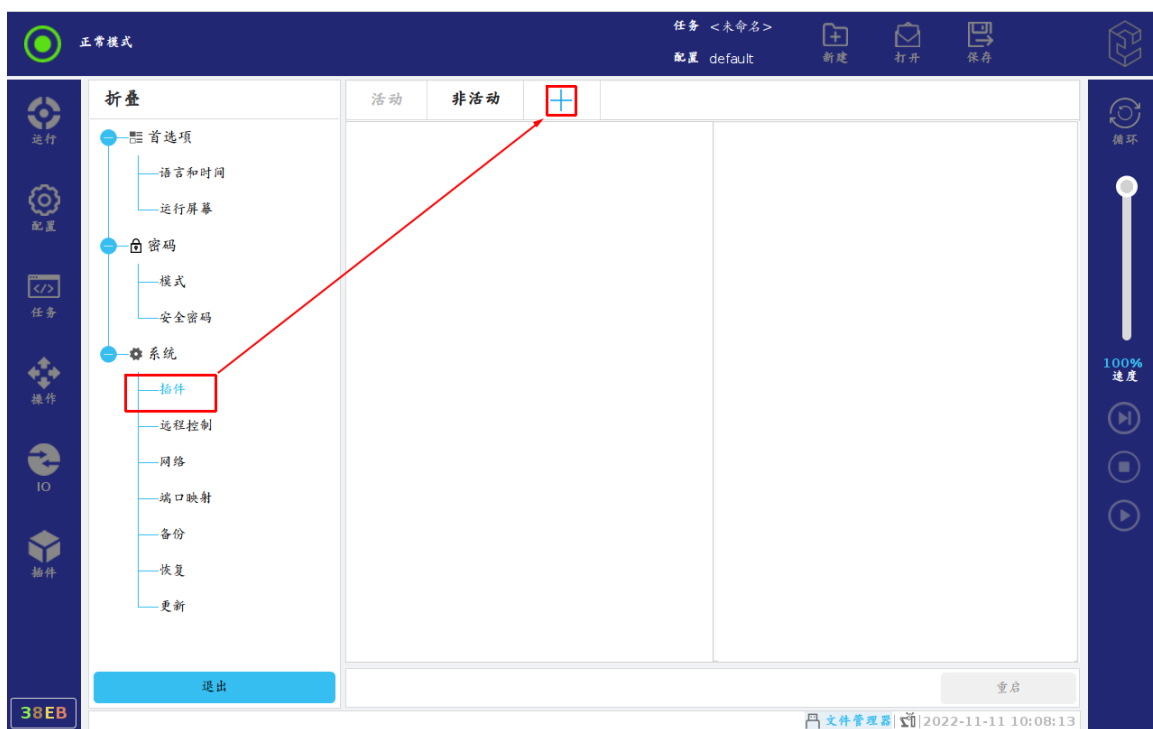 正常模式
任务 <未命名>
配置 default
新建
打开
保存
运行
配置
任务
操作
IO
插件
38EB
折叠
首选项
语言和时间
运行屏幕
密码
模式
安全密码
系统
插件
远程控制
网络
端口映射
备份
恢复
更新
退出
活动 非活动
重启
文件管理器 2022-11-11 10:08:13
循环
100%
速度